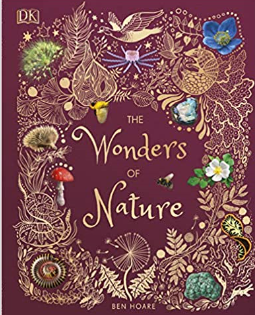 DK
THE
Wonders
OF
Nature
BEN HOARE